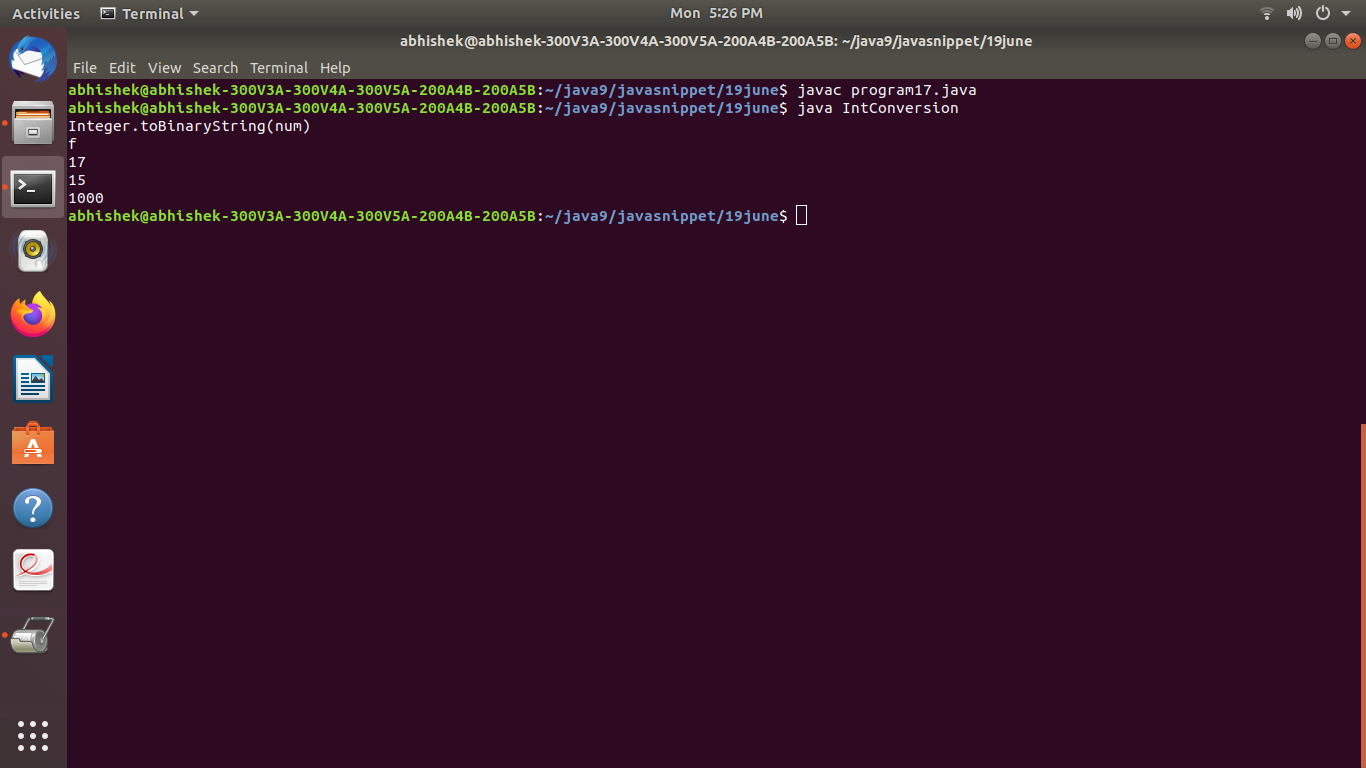 Activities Terminal Mon 5:26 PM
abhishek@abhishek-300V3A-300V4A-300V5A-200A4B-200A5B: ~/java9/javasnippet/19june
File Edit View Search Terminal Help
abhishek@abhishek-300V3A-300V4A-300V5A-200A4B-200A5B:~/java9/javasnippet/19june$ javac program17.java
abhishek@abhishek-300V3A-300V4A-300V5A-200A4B-200A5B:~/java9/javasnippet/19june$ java IntConversion
Integer.toBinaryString(num)
f
17
15
1000
abhishek@abhishek-300V3A-300V4A-300V5A-200A4B-200A5B:~/java9/javasnippet/19june$